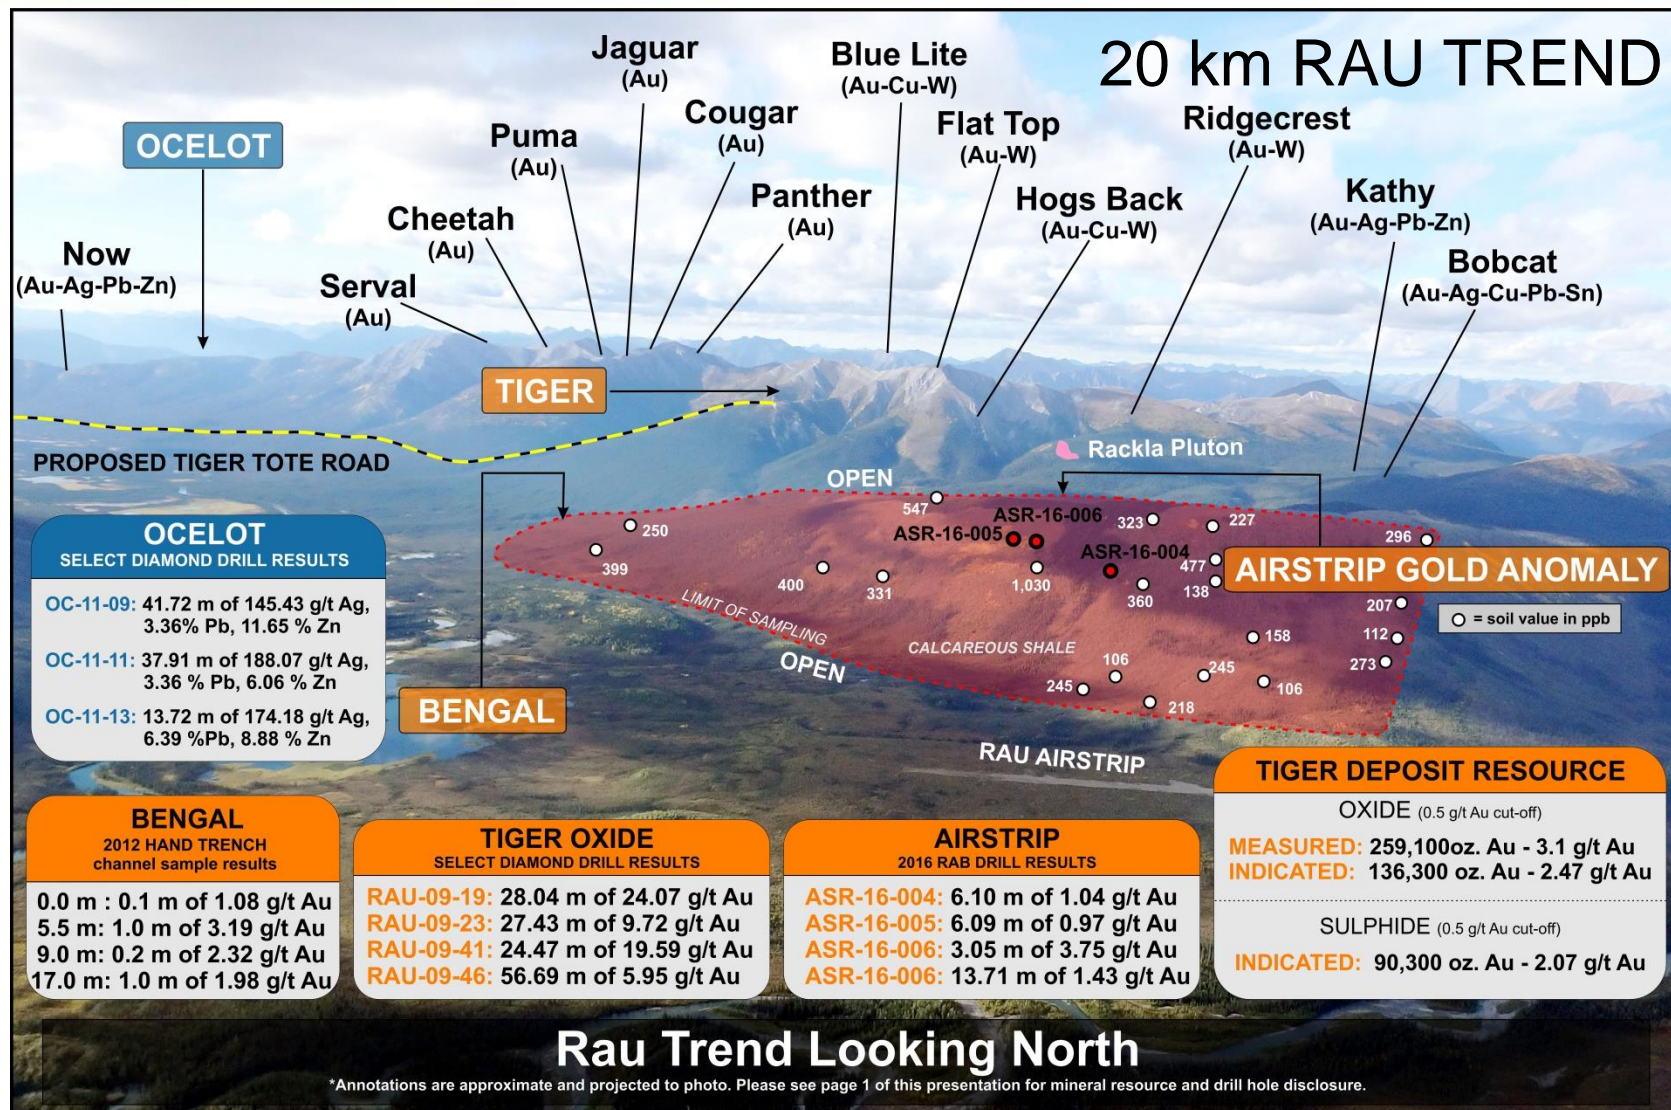 20 km RAU TREND
Jaguar
(Au)
Blue Lite
(Au-Cu-W)
Cougar
(Au)
Flat Top
(Au-W)
Ridgecrest
(Au-W)
OCELOT
Puma
(Au)
Panther
(Au)
Hogs Back
(Au-Cu-W)
Kathy
(Au-Ag-Pb-Zn)
Cheetah
(Au)
Now
(Au-Ag-Pb-Zn)
Serval
(Au)
Bobcat
(Au-Ag-Cu-Pb-Sn)
TIGER
PROPOSED TIGER TOTE ROAD
Rackla Pluton
OPEN
547
ASR-16-006
ASR-16-005
323
227
296
250
399
400
331
1,030
ASR-16-004
360
477
138
AIRSTRIP GOLD ANOMALY
207
= soil value in ppb
LIMIT OF SAMPLING
CALCAREOUS SHALE
158
112
273
OPEN
106
245
245
106
218
BENGAL
RAU AIRSTRIP
OCELOT
SELECT DIAMOND DRILL RESULTS
OC-11-09: 41.72 m of 145.43 g/t Ag,
3.36% Pb, 11.65 % Zn
OC-11-11: 37.91 m of 188.07 g/t Ag,
3.36 % Pb, 6.06 % Zn
OC-11-13: 13.72 m of 174.18 g/t Ag,
6.39 %Pb, 8.88 % Zn
BENGAL
2012 HAND TRENCH
channel sample results
0.0 m : 0.1 m of 1.08 g/t Au
5.5 m: 1.0 m of 3.19 g/t Au
9.0 m: 0.2 m of 2.32 g/t Au
17.0 m: 1.0 m of 1.98 g/t Au
TIGER OXIDE
SELECT DIAMOND DRILL RESULTS
RAU-09-19: 28.04 m of 24.07 g/t Au
RAU-09-23: 27.43 m of 9.72 g/t Au
RAU-09-41: 24.47 m of 19.59 g/t Au
RAU-09-46: 56.69 m of 5.95 g/t Au
AIRSTRIP
2016 RAB DRILL RESULTS
ASR-16-004: 6.10 m of 1.04 g/t Au
ASR-16-005: 6.09 m of 0.97 g/t Au
ASR-16-006: 3.05 m of 3.75 g/t Au
ASR-16-006: 13.71 m of 1.43 g/t Au
TIGER DEPOSIT RESOURCE
OXIDE (0.5 g/t Au cut-off)
MEASURED: 259,100oz. Au - 3.1 g/t Au
INDICATED: 136,300 oz. Au - 2.47 g/t Au
SULPHIDE (0.5 g/t Au cut-off)
INDICATED: 90,300 oz. Au - 2.07 g/t Au
Rau Trend Looking North
*Annotations are approximate and projected to photo. Please see page 1 of this presentation for mineral resource and drill hole disclosure.